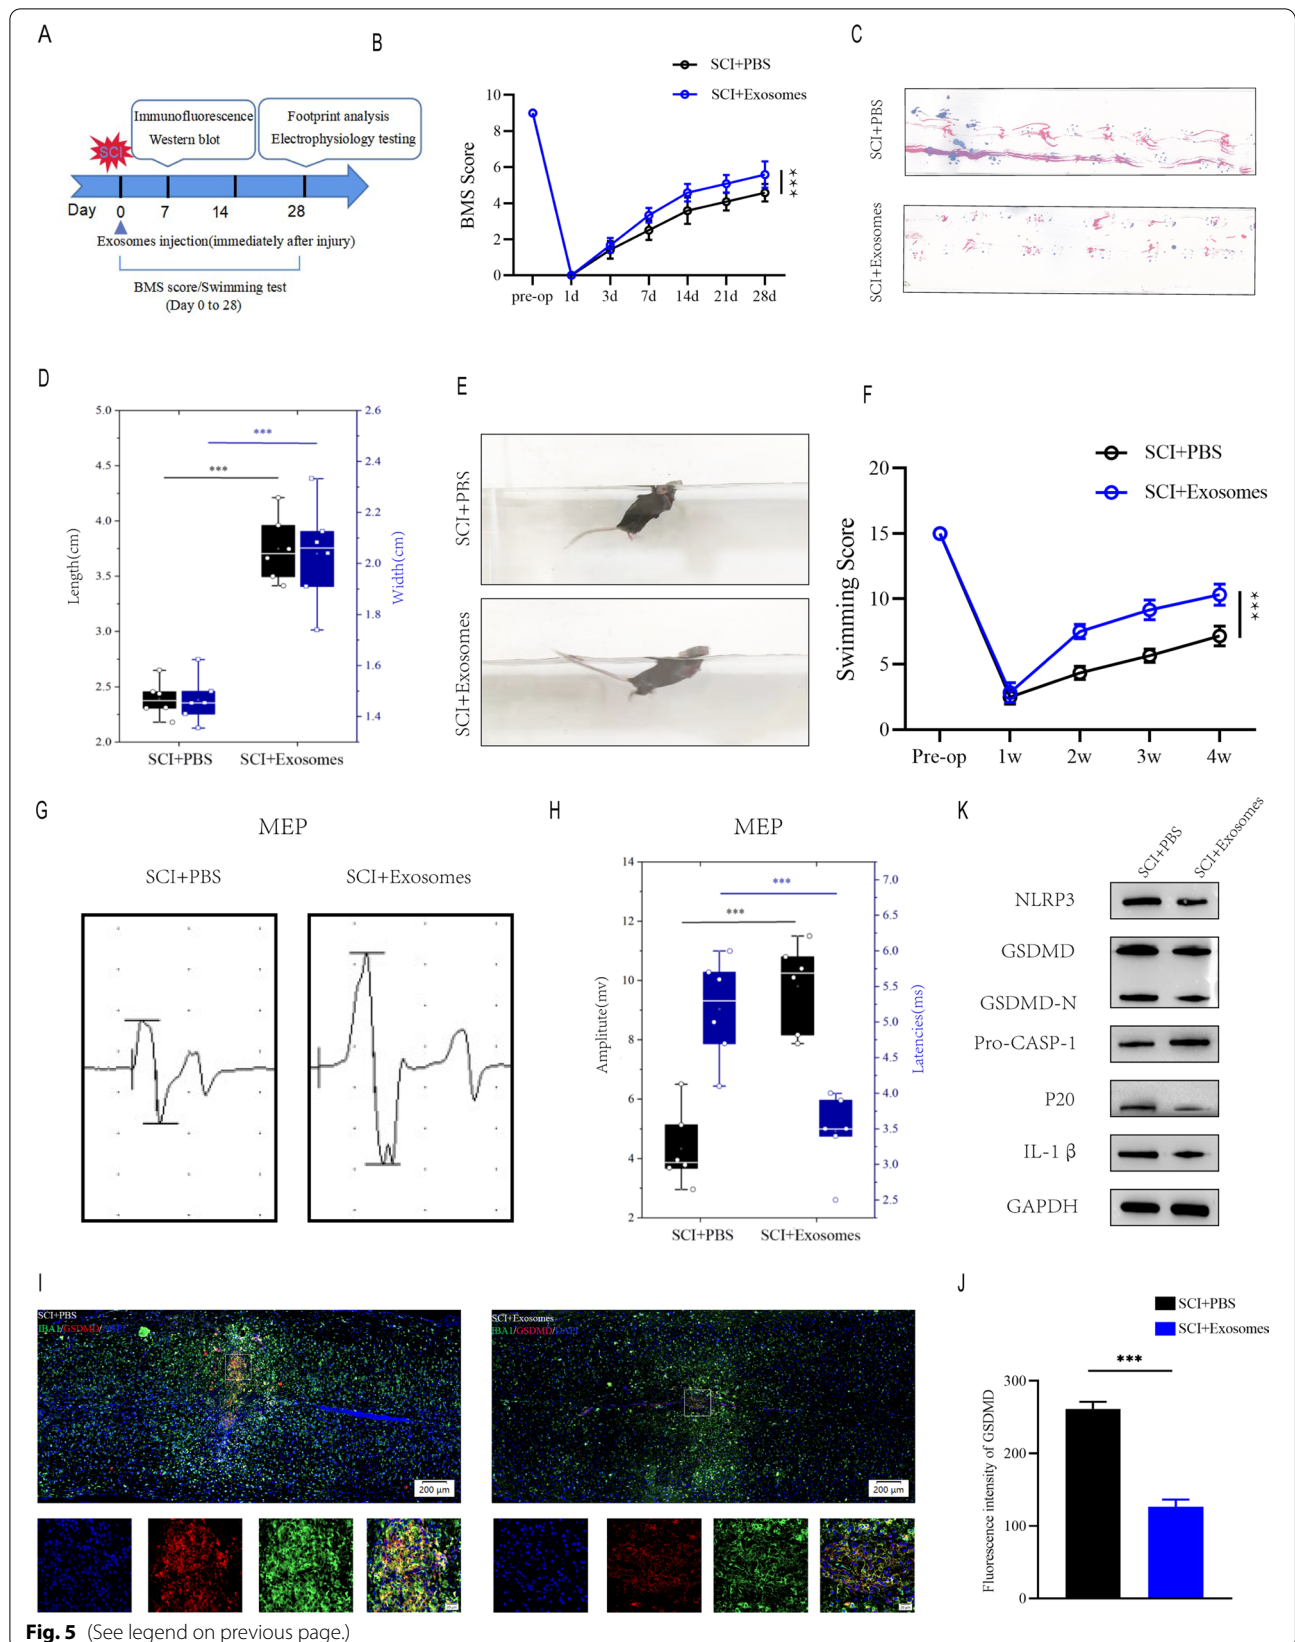 A
SCI
Immunofluorescence
Western blot
Footprint analysis
Electrophysiology testing
Day 0 7 14 28
Exosomes injection(immediately after injury)
BMS score/Swimming test
(Day 0 to 28)
B
SCI+PBS
SCI+Exosomes
BMS Score
10
8
6
4
2
0
pre-op 1d 3d 7d 14d 21d 28d
***
C
SCI+PBS
SCI+Exosomes
D
Length(cm)
5.0
4.5
4.0
3.5
3.0
2.5
2.0
***
***
2.6
2.4
2.2
2.0
1.8
1.6
1.4
Width(cm)
SCI+PBS SCI+Exosomes
E
SCI+PBS
SCI+Exosomes
F
SCI+PBS
SCI+Exosomes
Swimming Score
20
15
10
5
0
Pre-op 1w 2w 3w 4w
***
G
MEP
SCI+PBS SCI+Exosomes
H
MEP
Amplitute(mv)
14
12
10
8
6
4
2
***
***
7.0
6.5
6.0
5.5
5.0
4.5
4.0
3.5
3.0
2.5
Latencies(ms)
SCI+PBS SCI+Exosomes
K
SCI+PBS SCI+Exosomes
NLRP3
GSDMD
GSDMD-N
Pro-CASP-1
P20
IL-1 β
GAPDH
I
SCI+PBS
IBA1/GSDMD/DAPI
200 μm
SCI+Exosomes
IBA1/GSDMD/DAPI
200 μm
J
SCI+PBS
SCI+Exosomes
Fluorescence intensity of GSDMD
300
200
100
0
***
Fig. 5 (See legend on previous page.)